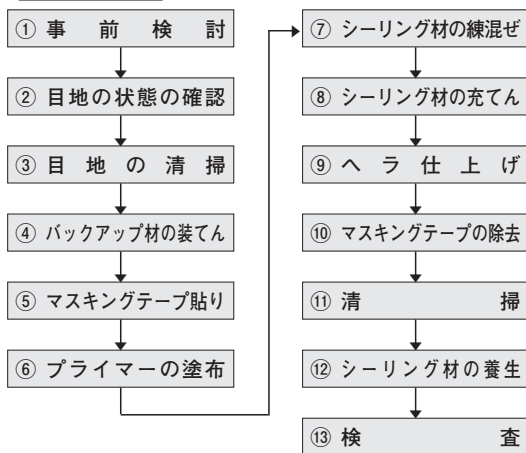 ① 事前検討
② 目地の状態の確認
③ 目地の清掃
④ バックアップ材の装てん
⑤ マスキングテープ貼り
⑥ プライマーの塗布
⑦ シーリング材の練混ぜ
⑧ シーリング材の充てん
⑨ ヘラ仕上げ
⑩ マスキングテープの除去
⑪ 清掃
⑫ シーリング材の養生
⑬ 検査